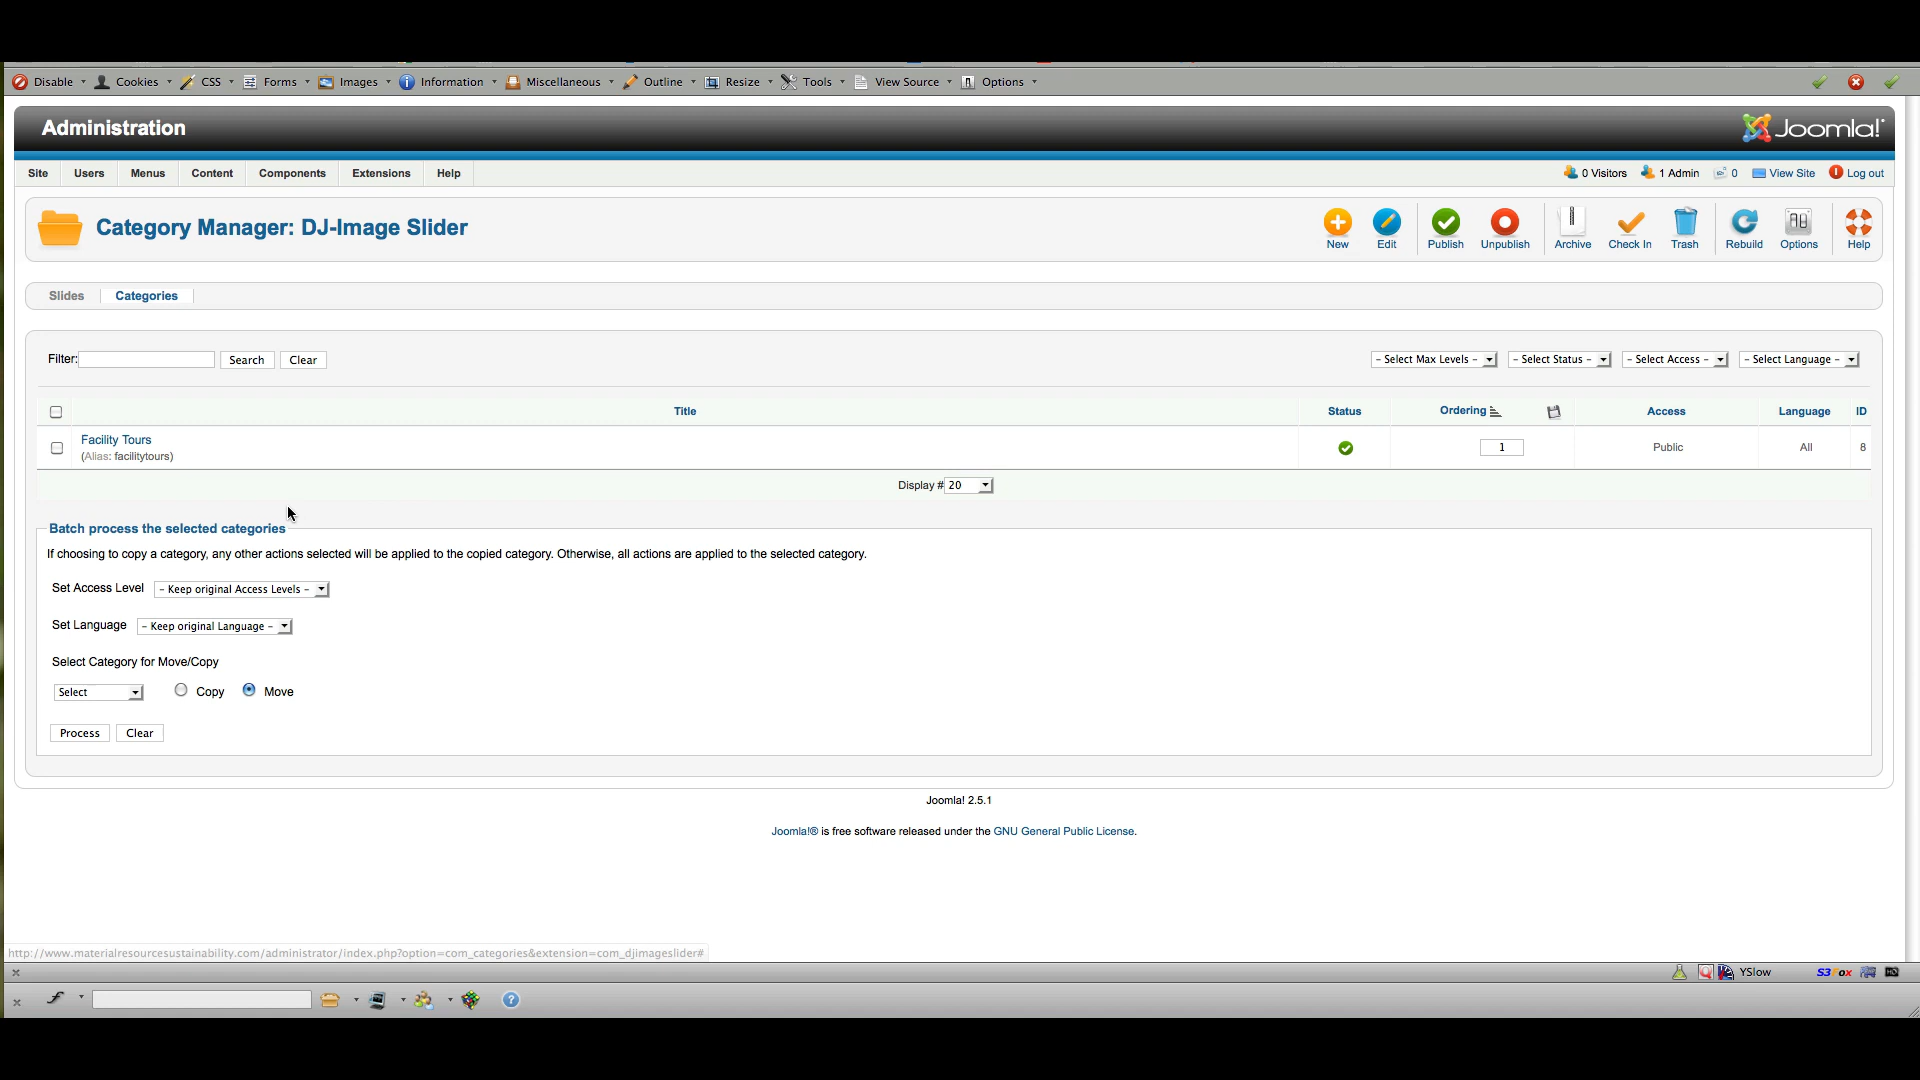 Disable Cookies CSS Forms Images Information Miscellaneous Outline Resize Tools View Source Options
Administration
Joomla!
Site Users Menus Content Components Extensions Help
0 Visitors 1 Admin 0 View Site Log out
Category Manager: DJ-Image Slider
New Edit Publish Unpublish Archive Check In Trash Rebuild Options Help
Slides Categories
Filter: Search Clear
- Select Max Levels - - Select Status - - Select Access - - Select Language -
Title Status Ordering Access Language ID
Facility Tours
(Alias: facilitytours)
1 Public All 8
Display # 20
Batch process the selected categories
If choosing to copy a category, any other actions selected will be applied to the copied category. Otherwise, all actions are applied to the selected category.
Set Access Level - Keep original Access Levels -
Set Language - Keep original Language -
Select Category for Move/Copy
Select Copy Move
Process Clear
Joomla! 2.5.1
Joomla!® is free software released under the GNU General Public License.
http://www.materialresourcesustainability.com/administrator/index.php?option=com_categories&extension=com_djimageslider#
YSlow S3Fox